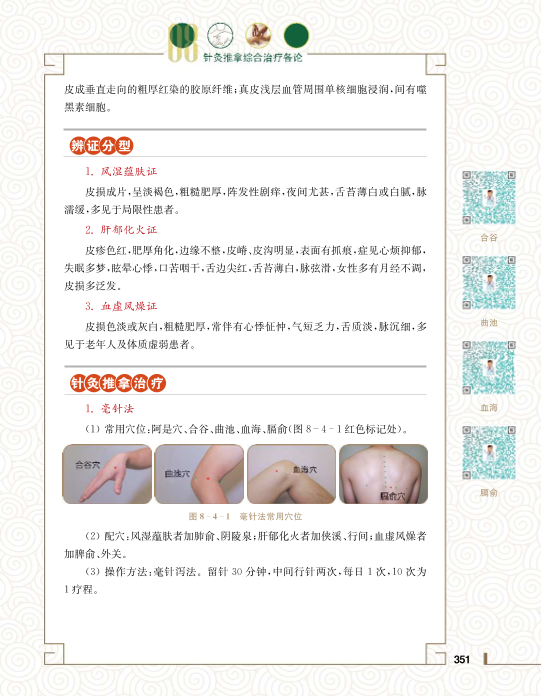 08
针灸推拿综合治疗各论
皮成垂直走向的粗厚红染的胶原纤维;真皮浅层血管周围单核细胞浸润,间有噬
黑素细胞。
辨证分型
1. 风湿蕴肤证
皮损成片,呈淡褐色,粗糙肥厚,阵发性剧痒,夜间尤甚,舌苔薄白或白腻,脉
濡缓,多见于局限性患者。
2. 肝郁化火证
皮疹色红,肥厚角化,边缘不整,皮嵴、皮沟明显,表面有抓痕,症见心烦抑郁,
失眠多梦,眩晕心悸,口苦咽干,舌边尖红,舌苔薄白,脉弦滑,女性多有月经不调,
皮损多泛发。
3. 血虚风燥证
皮损色淡或灰白,粗糙肥厚,常伴有心悸怔忡,气短乏力,舌质淡,脉沉细,多
见于老年人及体质虚弱患者。
针灸推拿治疗
1. 毫针法
(1) 常用穴位:阿是穴、合谷、曲池、血海、膈俞(图 8-4-1 红色标记处)。
合谷穴
曲池穴
血海穴
膈俞穴
图 8-4-1 毫针法常用穴位
(2) 配穴:风湿蕴肤者加肺俞、阴陵泉;肝郁化火者加侠溪、行间;血虚风燥者
加脾俞、外关。
(3) 操作方法:毫针泻法。留针 30 分钟,中间行针两次,每日 1 次,10 次为
1 疗程。
合谷
曲池
血海
膈俞
351